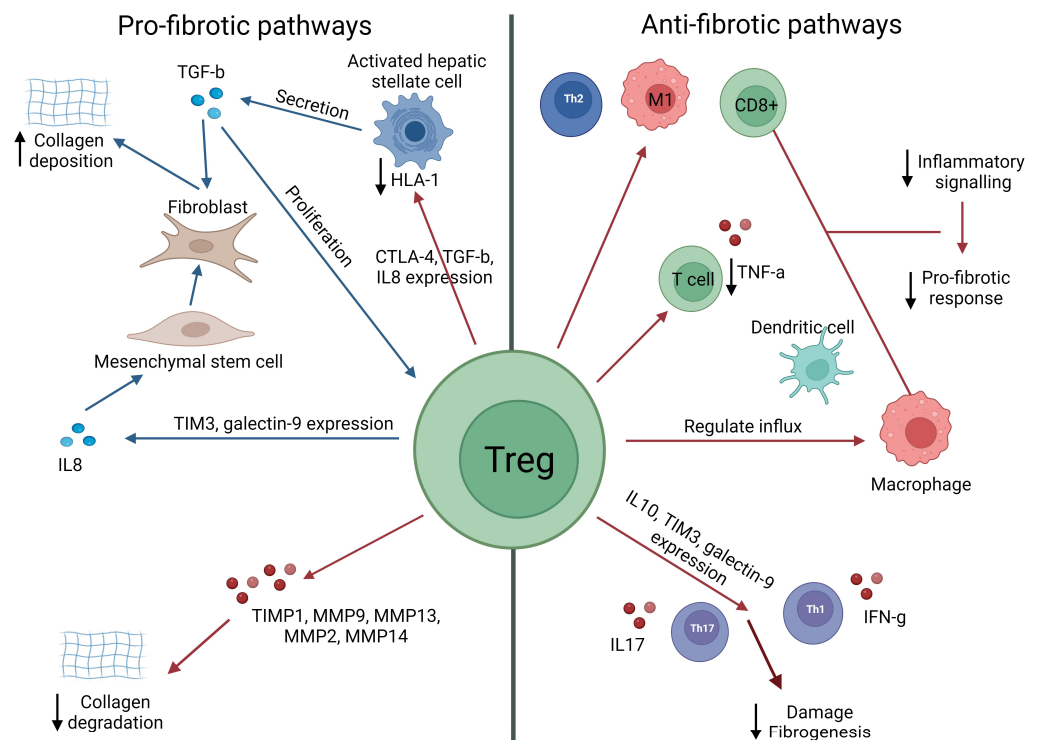 Pro-fibrotic pathways
Anti-fibrotic pathways
TGF-b
Activated hepatic
stellate cell
Secretion
Collagen
deposition
HLA-1
Fibroblast
Proliferation
CTLA-4, TGF-b,
IL8 expression
Mesenchymal stem cell
TIM3, galectin-9 expression
IL8
Treg
TIMP1, MMP9, MMP13,
MMP2, MMP14
Collagen
degradation
Th2
M1
CD8+
Inflammatory
signalling
T cell
TNF-a
Pro-fibrotic
response
Dendritic cell
Regulate influx
Macrophage
IL10, TIM3, galectin-9
expression
Th1
IFN-g
Th17
IL17
Damage
Fibrogenesis